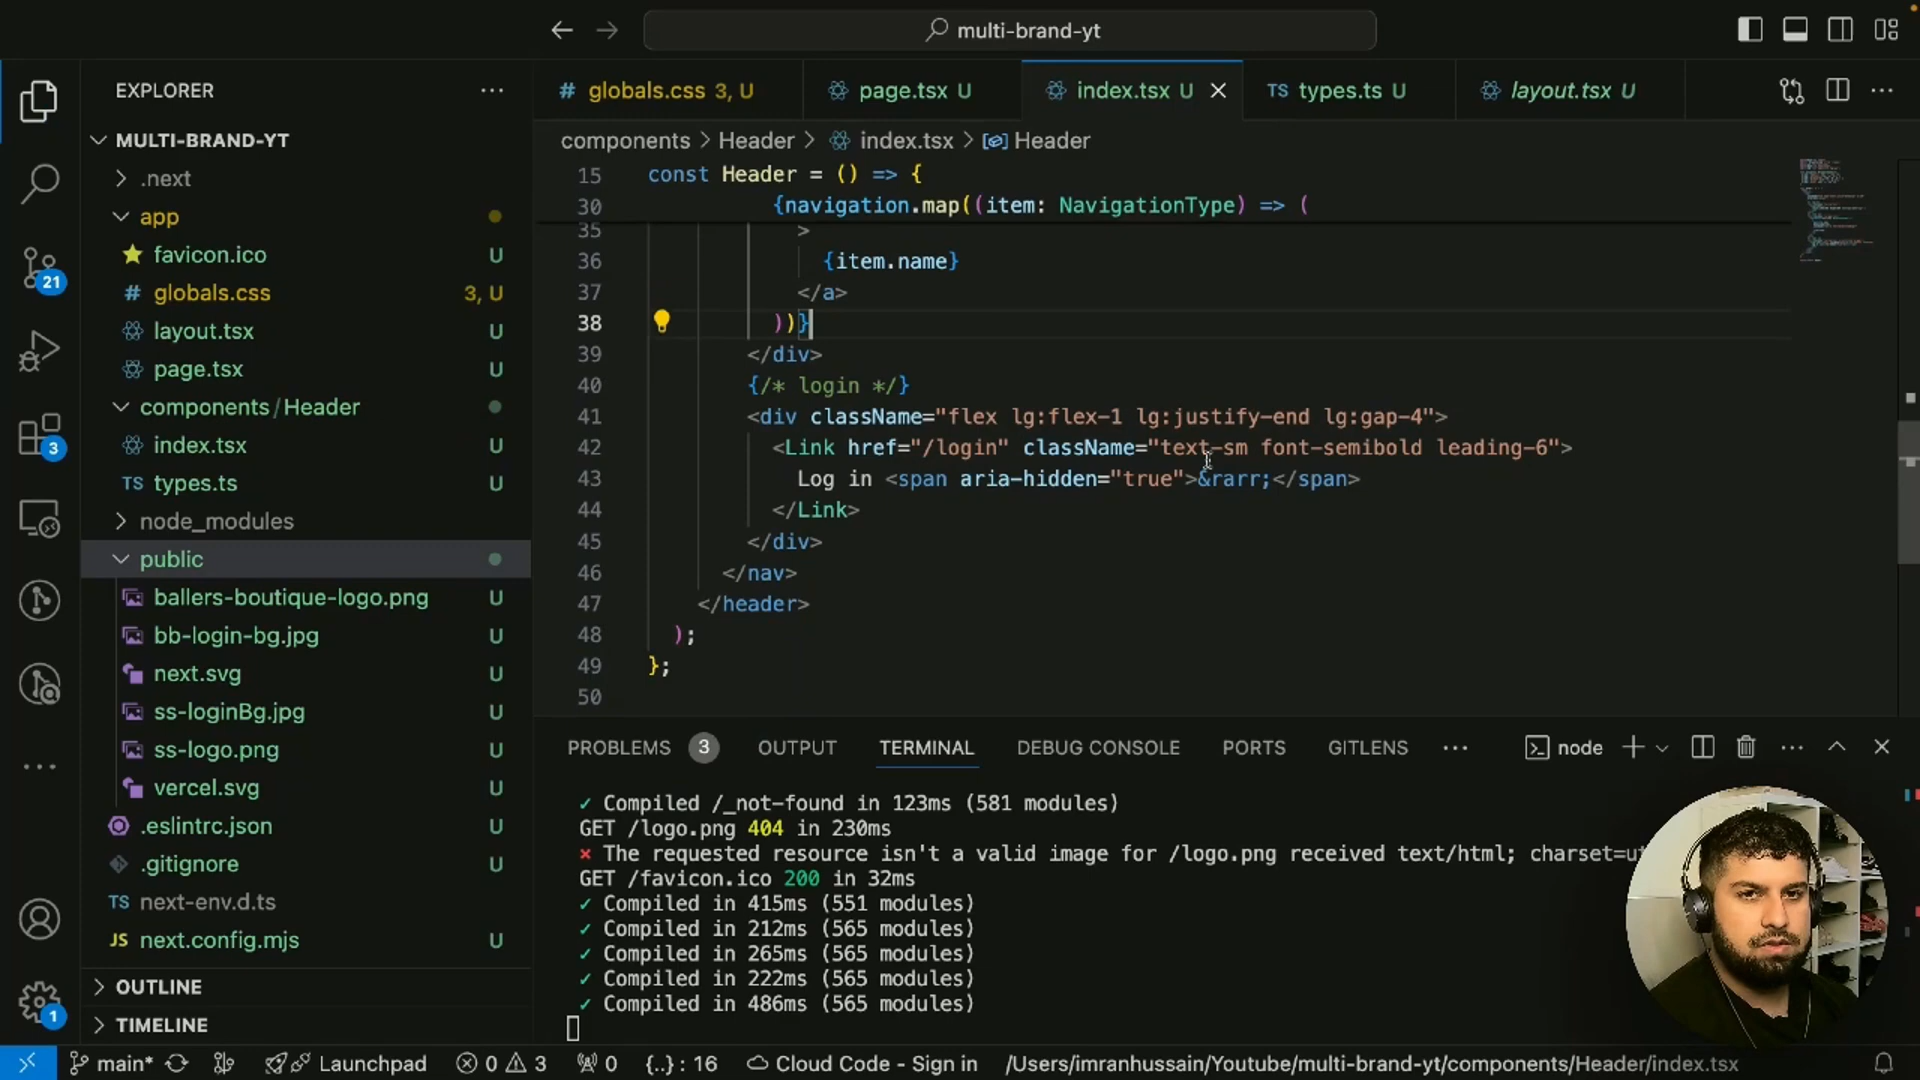 multi-brand-yt
EXPLORER
MULTI-BRAND-YT
.next
app
favicon.ico U
globals.css 3, U
layout.tsx U
page.tsx U
components/Header
index.tsx U
types.ts U
node_modules
public
ballers-boutique-logo.png U
bb-login-bg.jpg U
next.svg U
ss-loginBg.jpg U
ss-logo.png U
vercel.svg U
.eslintrc.json U
.gitignore U
TS next-env.d.ts
JS next.config.mjs U
OUTLINE
TIMELINE
21
3
1
# globals.css 3, U
page.tsx U
index.tsx U
TS types.ts U
layout.tsx U
components > Header > index.tsx > Header
15 const Header = () => {
30 {navigation.map((item: NavigationType) => (
35 >
36 {item.name}
37 </a>
38 ))}
39 </div>
40 {/* login */}
41 <div className="flex lg:flex-1 lg:justify-end lg:gap-4">
42 <Link href="/login" className="text-sm font-semibold leading-6">
43 Log in <span aria-hidden="true">&rarr;</span>
44 </Link>
45 </div>
46 </nav>
47 </header>
48 );
49 };
50
PROBLEMS 3 OUTPUT TERMINAL DEBUG CONSOLE PORTS GITLENS node
✓ Compiled /_not-found in 123ms (581 modules)
GET /logo.png 404 in 230ms
⨯ The requested resource isn't a valid image for /logo.png received text/html; charset=u
GET /favicon.ico 200 in 32ms
✓ Compiled in 415ms (551 modules)
✓ Compiled in 212ms (565 modules)
✓ Compiled in 265ms (565 modules)
✓ Compiled in 222ms (565 modules)
✓ Compiled in 486ms (565 modules)
main* Launchpad 0 3 0 {..} : 16 Cloud Code - Sign in /Users/imranhussain/Youtube/multi-brand-yt/components/Header/index.tsx